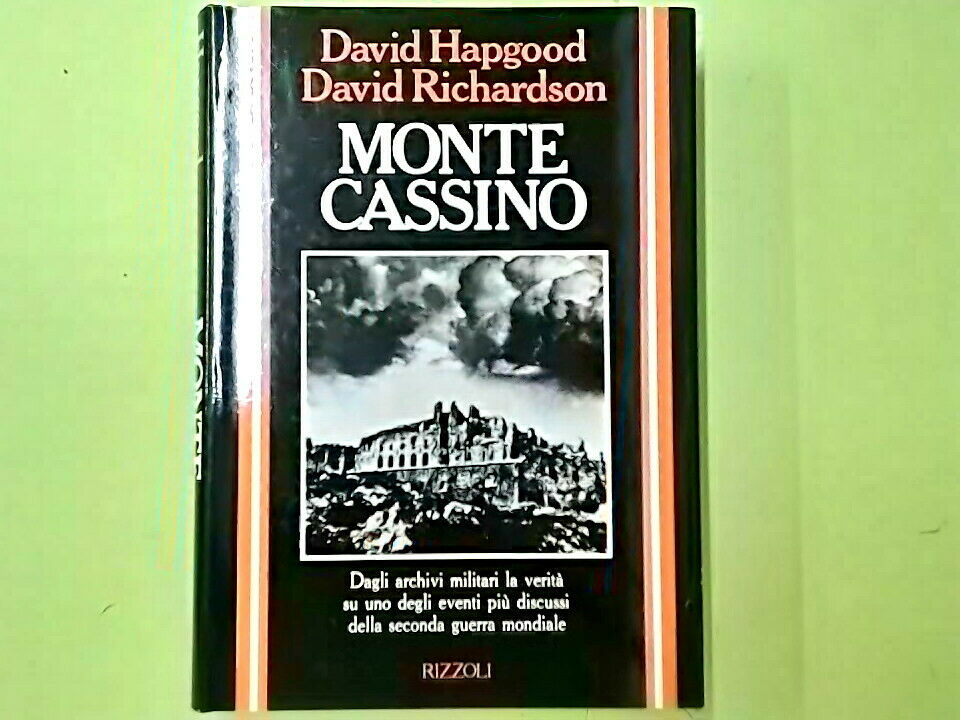 David Hapgood
David Richardson
MONTE
CASSINO
Dagli archivi militari la verità
su uno degli eventi più discussi
della seconda guerra mondiale
RIZZOLI
MONTE